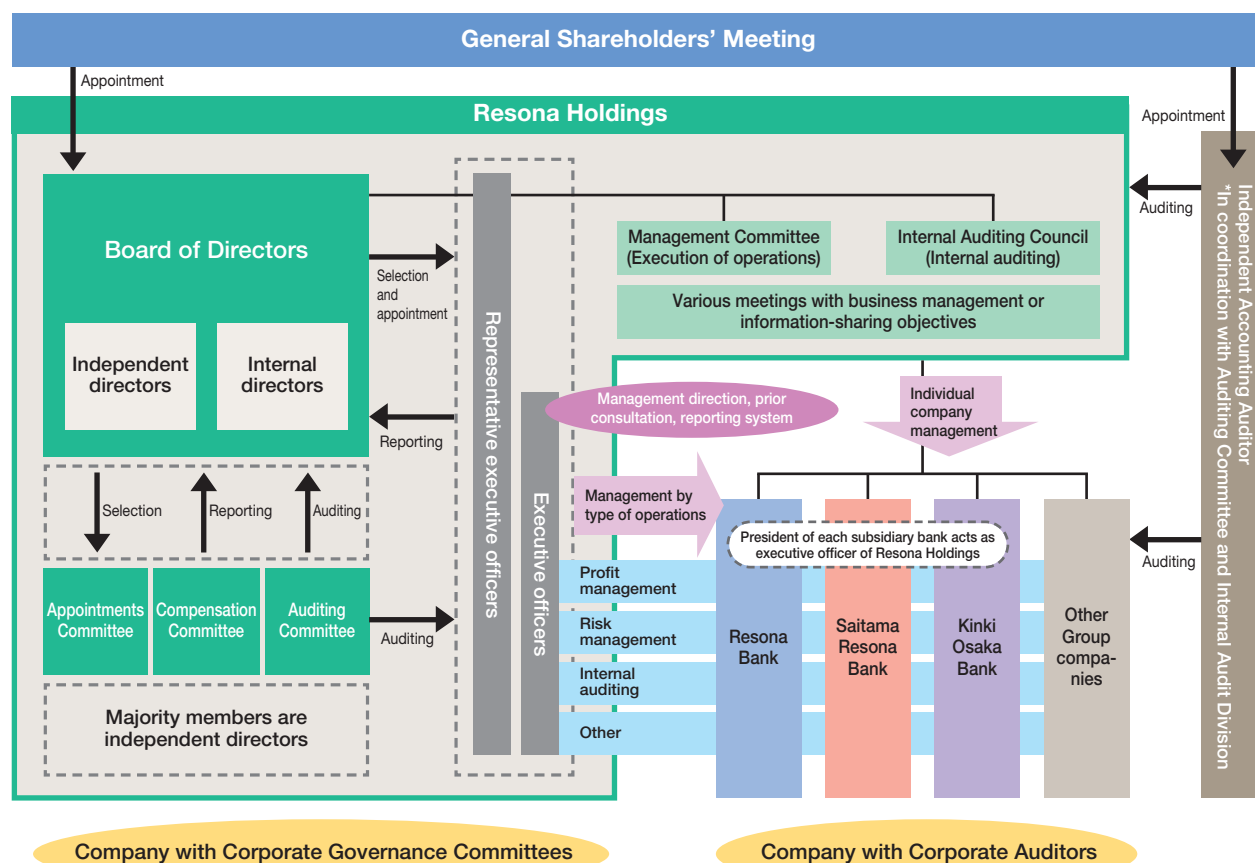 General Shareholders' Meeting
Appointment
Appointment
Resona Holdings
Board of Directors
Independent
directors
Internal
directors
Selection
and
appointment
Reporting
Management Committee
(Execution of operations)
Internal Auditing Council
(Internal auditing)
Various meetings with business management or
information-sharing objectives
Auditing
Independent Accounting Auditor
*In coordination with Auditing Committee and Internal Audit Division
Representative executive officers
Executive officers
Management direction, prior
consultation, reporting system
Individual
company
management
Selection
Reporting
Auditing
Management by
type of operations
President of each subsidiary bank acts as
executive officer of Resona Holdings
Auditing
Appointments
Committee
Compensation
Committee
Auditing
Committee
Auditing
Profit
management
Risk
management
Internal
auditing
Other
Resona
Bank
Saitama
Resona
Bank
Kinki
Osaka
Bank
Other
Group
compa-
nies
Majority members are
independent directors
Company with Corporate Governance Committees
Company with Corporate Auditors